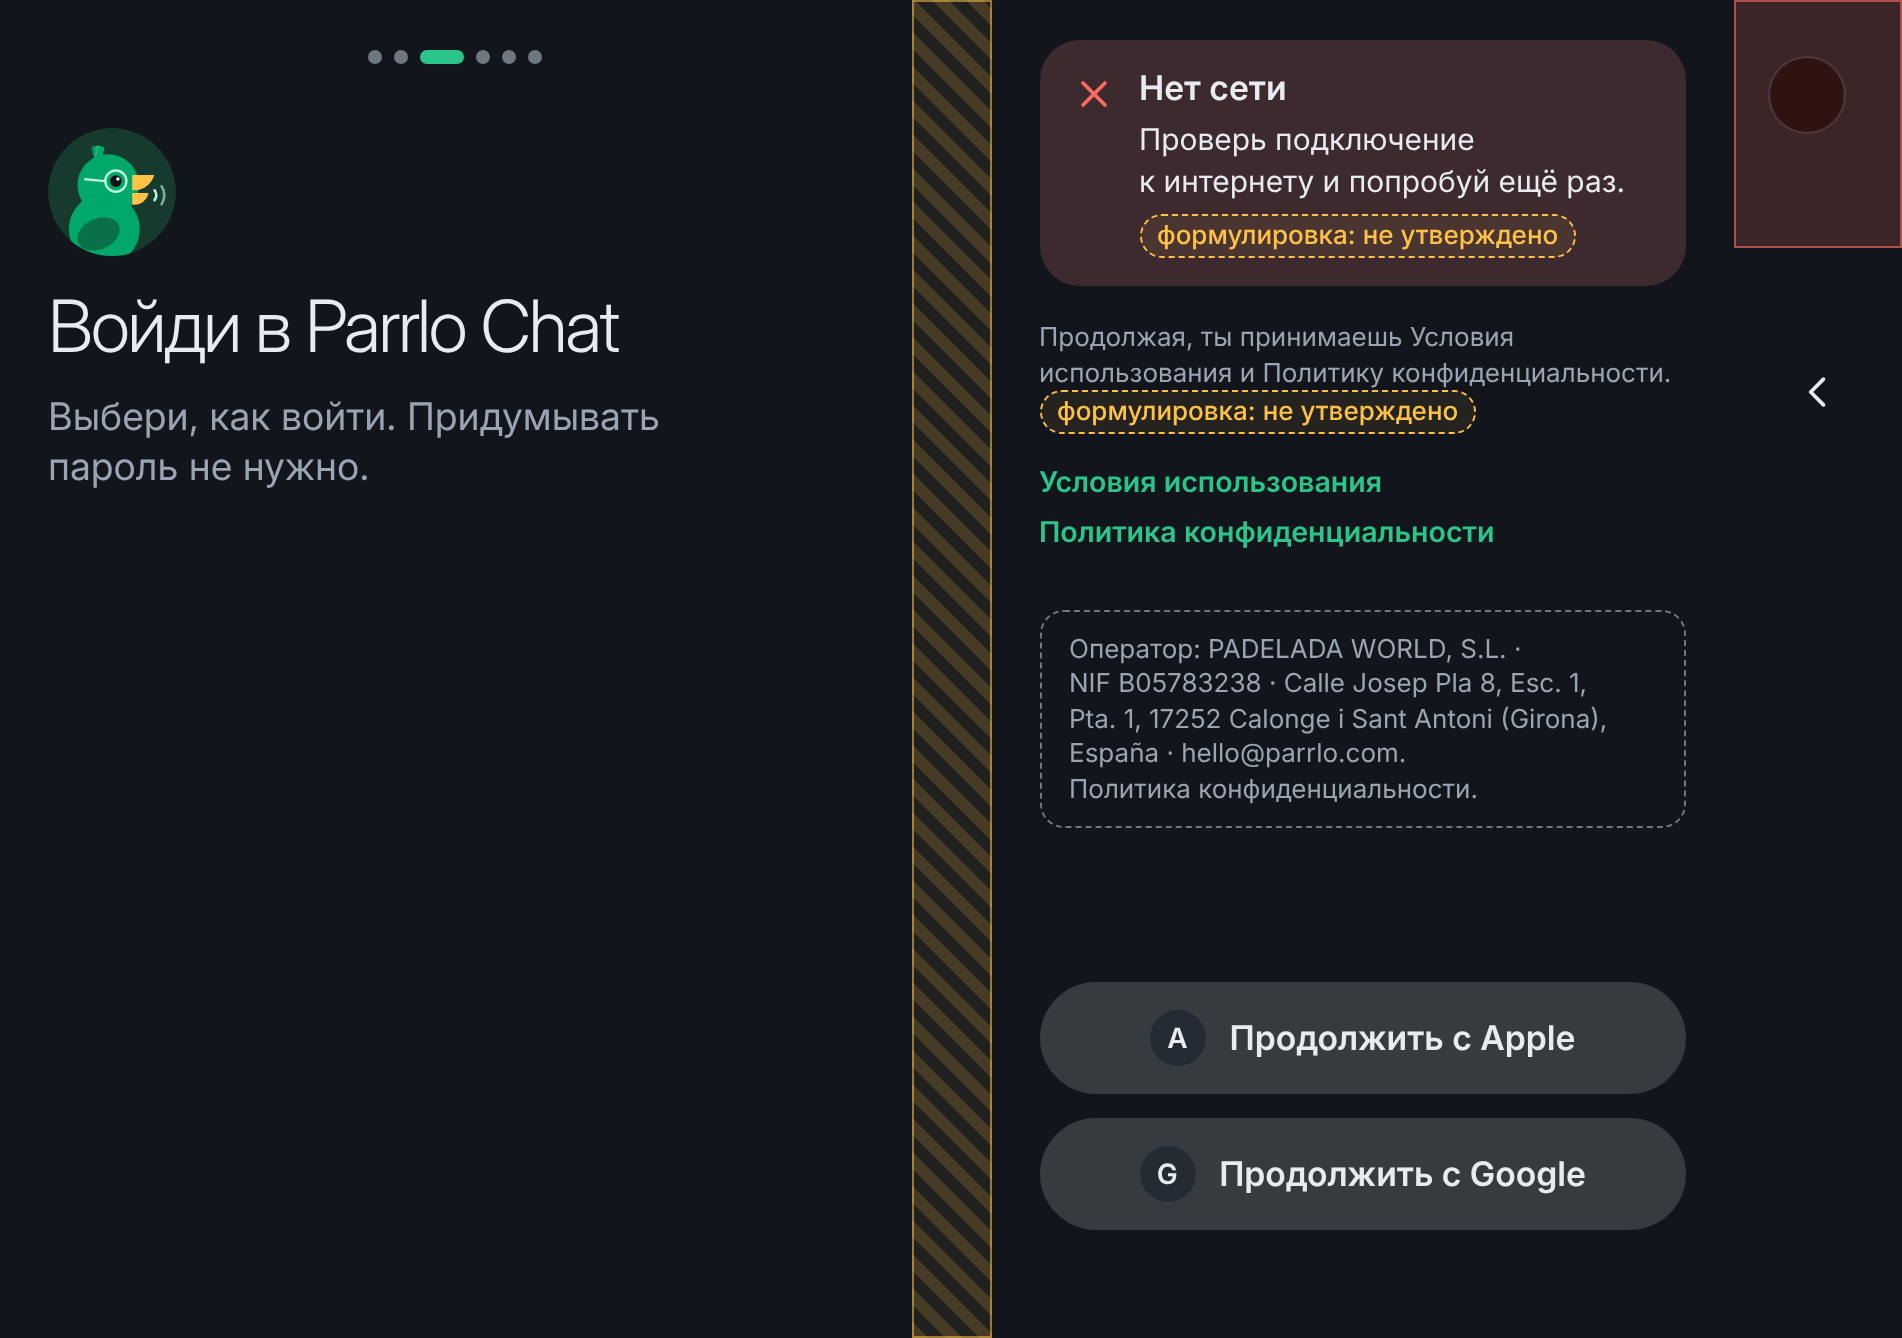 Войди в Parrlo Chat
Выбери, как войти. Придумывать
пароль не нужно.
Нет сети
Проверь подключение
к интернету и попробуй ещё раз.
формулировка: не утверждено
Продолжая, ты принимаешь Условия
использования и Политику конфиденциальности.
формулировка: не утверждено
Условия использования
Политика конфиденциальности
Оператор: PADELADA WORLD, S.L. ·
NIF B05783238 · Calle Josep Pla 8, Esc. 1,
Pta. 1, 17252 Calonge i Sant Antoni (Girona),
España · hello@parrlo.com.
Политика конфиденциальности.
A Продолжить с Apple
G Продолжить с Google